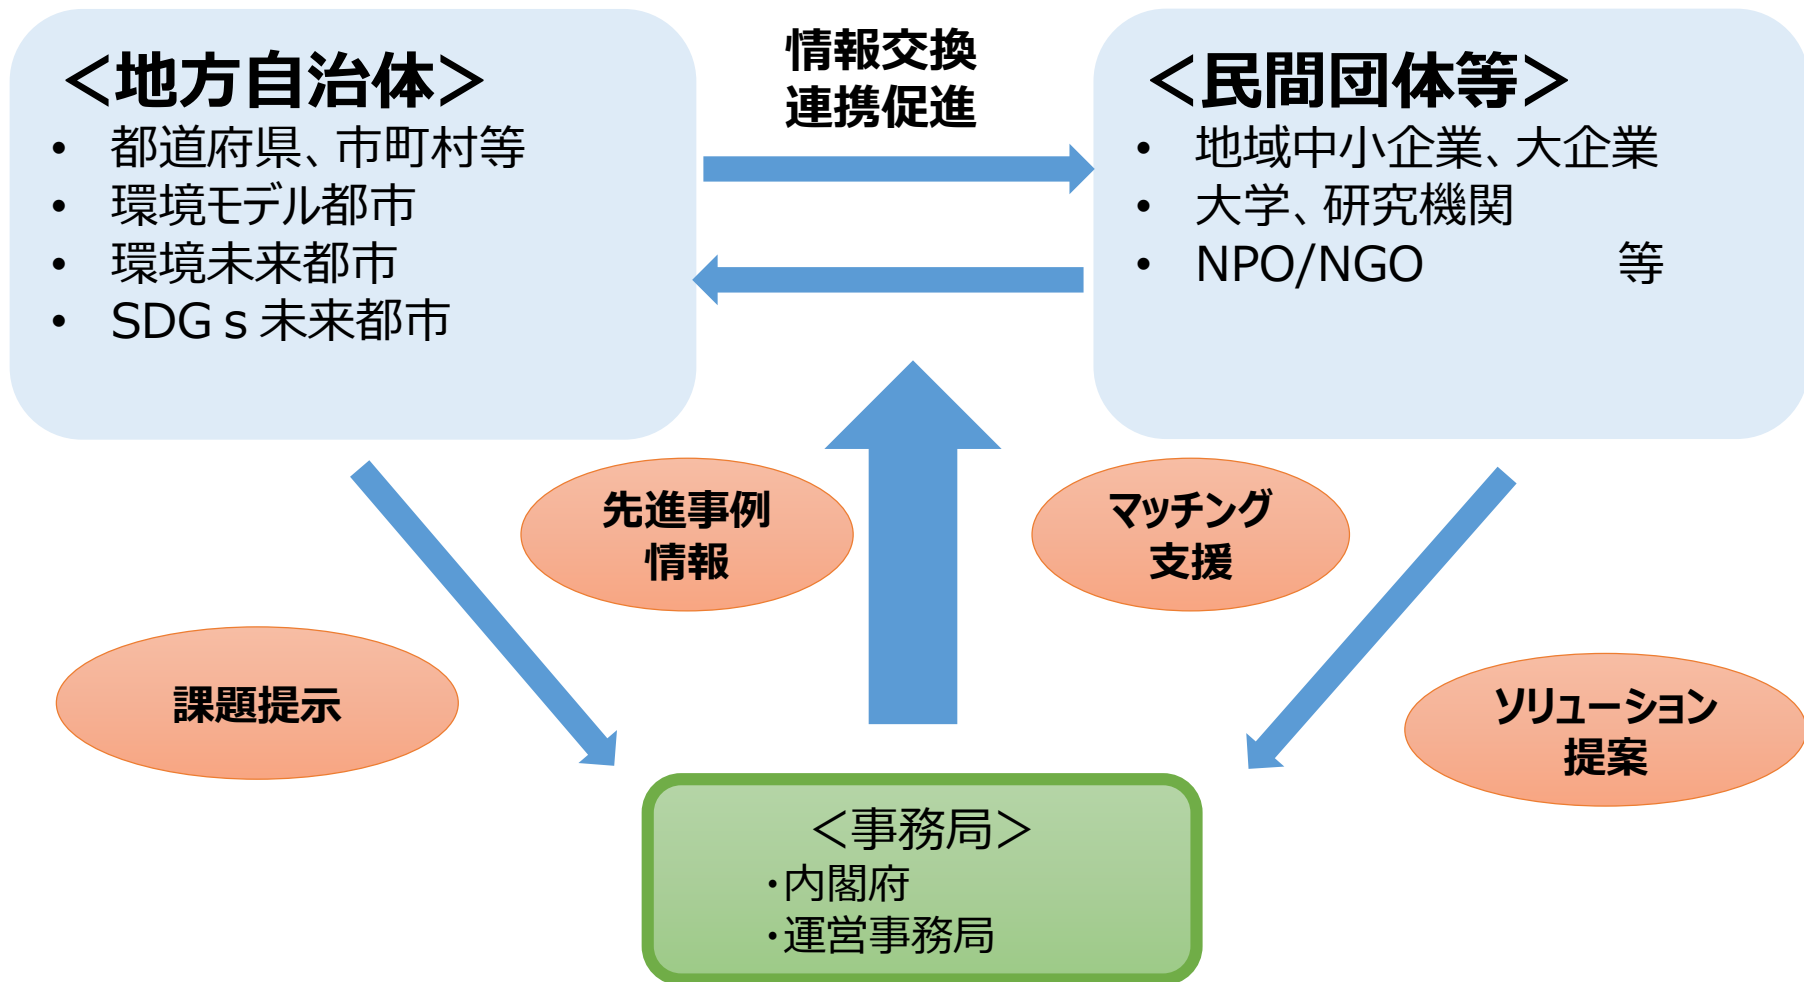 ＜地方自治体＞
• 都道府県、市町村等
• 環境モデル都市
• 環境未来都市
• SDGｓ未来都市
情報交換
連携促進
＜民間団体等＞
• 地域中小企業、大企業
• 大学、研究機関
• NPO/NGO　　　　等
先進事例
情報
マッチング
支援
課題提示
ソリューション
提案
＜事務局＞
・内閣府
・運営事務局